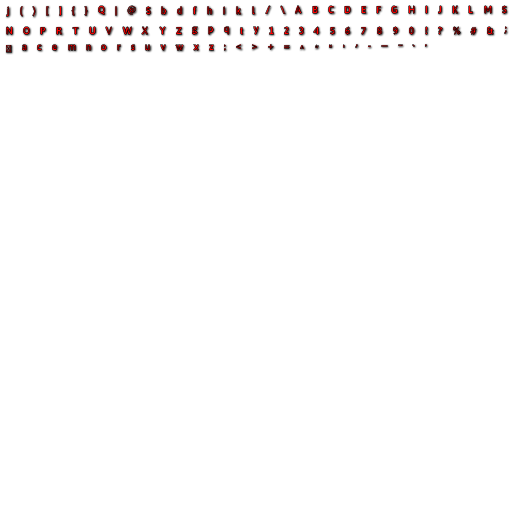 j ( ) [ ] { } Q | @ $ b d f h l k t / \ A B C D E F G H I J K L M S
N O P R T U V W X Y Z g p q i y 1 2 3 4 5 6 7 8 9 0 ! ? % # & ;
a c e m n o r s u v w x z : < > + = ^ * " ' , . - _ ~ `